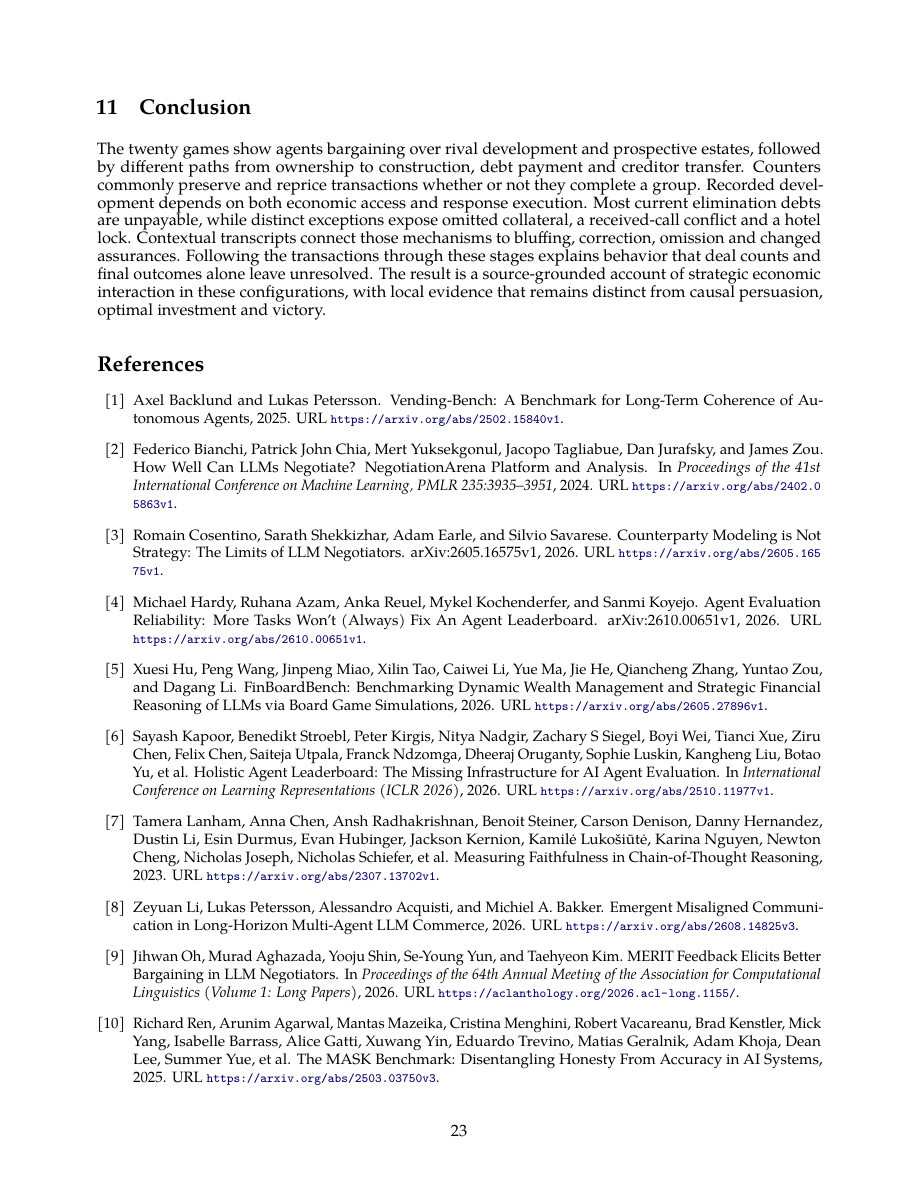 11 Conclusion
The twenty games show agents bargaining over rival development and prospective estates, followed
by different paths from ownership to construction, debt payment and creditor transfer. Counters
commonly preserve and reprice transactions whether or not they complete a group. Recorded devel-
opment depends on both economic access and response execution. Most current elimination debts
are unpayable, while distinct exceptions expose omitted collateral, a received-call conflict and a hotel
lock. Contextual transcripts connect those mechanisms to bluffing, correction, omission and changed
assurances. Following the transactions through these stages explains behavior that deal counts and
final outcomes alone leave unresolved. The result is a source-grounded account of strategic economic
interaction in these configurations, with local evidence that remains distinct from causal persuasion,
optimal investment and victory.
References
[1] Axel Backlund and Lukas Petersson. Vending-Bench: A Benchmark for Long-Term Coherence of Au-
tonomous Agents, 2025. URL https://arxiv.org/abs/2502.15840v1.
[2] Federico Bianchi, Patrick John Chia, Mert Yuksekgonul, Jacopo Tagliabue, Dan Jurafsky, and James Zou.
How Well Can LLMs Negotiate? NegotiationArena Platform and Analysis. In Proceedings of the 41st
International Conference on Machine Learning, PMLR 235:3935–3951, 2024. URL https://arxiv.org/abs/2402.0
5863v1.
[3] Romain Cosentino, Sarath Shekkizhar, Adam Earle, and Silvio Savarese. Counterparty Modeling is Not
Strategy: The Limits of LLM Negotiators. arXiv:2605.16575v1, 2026. URL https://arxiv.org/abs/2605.165
75v1.
[4] Michael Hardy, Ruhana Azam, Anka Reuel, Mykel Kochenderfer, and Sanmi Koyejo. Agent Evaluation
Reliability: More Tasks Won't (Always) Fix An Agent Leaderboard. arXiv:2610.00651v1, 2026. URL
https://arxiv.org/abs/2610.00651v1.
[5] Xuesi Hu, Peng Wang, Jinpeng Miao, Xilin Tao, Caiwei Li, Yue Ma, Jie He, Qiancheng Zhang, Yuntao Zou,
and Dagang Li. FinBoardBench: Benchmarking Dynamic Wealth Management and Strategic Financial
Reasoning of LLMs via Board Game Simulations, 2026. URL https://arxiv.org/abs/2605.27896v1.
[6] Sayash Kapoor, Benedikt Stroebl, Peter Kirgis, Nitya Nadgir, Zachary S Siegel, Boyi Wei, Tianci Xue, Ziru
Chen, Felix Chen, Saiteja Utpala, Franck Ndzomga, Dheeraj Oruganty, Sophie Luskin, Kangheng Liu, Botao
Yu, et al. Holistic Agent Leaderboard: The Missing Infrastructure for AI Agent Evaluation. In International
Conference on Learning Representations (ICLR 2026), 2026. URL https://arxiv.org/abs/2510.11977v1.
[7] Tamera Lanham, Anna Chen, Ansh Radhakrishnan, Benoit Steiner, Carson Denison, Danny Hernandez,
Dustin Li, Esin Durmus, Evan Hubinger, Jackson Kernion, Kamilė Lukošiūtė, Karina Nguyen, Newton
Cheng, Nicholas Joseph, Nicholas Schiefer, et al. Measuring Faithfulness in Chain-of-Thought Reasoning,
2023. URL https://arxiv.org/abs/2307.13702v1.
[8] Zeyuan Li, Lukas Petersson, Alessandro Acquisti, and Michiel A. Bakker. Emergent Misaligned Communi-
cation in Long-Horizon Multi-Agent LLM Commerce, 2026. URL https://arxiv.org/abs/2608.14825v3.
[9] Jihwan Oh, Murad Aghazada, Yooju Shin, Se-Young Yun, and Taehyeon Kim. MERIT Feedback Elicits Better
Bargaining in LLM Negotiators. In Proceedings of the 64th Annual Meeting of the Association for Computational
Linguistics (Volume 1: Long Papers), 2026. URL https://aclanthology.org/2026.acl-long.1155/.
[10] Richard Ren, Arunim Agarwal, Mantas Mazeika, Cristina Menghini, Robert Vacareanu, Brad Kenstler, Mick
Yang, Isabelle Barrass, Alice Gatti, Xuwang Yin, Eduardo Trevino, Matias Geralnik, Adam Khoja, Dean
Lee, Summer Yue, et al. The MASK Benchmark: Disentangling Honesty From Accuracy in AI Systems,
2025. URL https://arxiv.org/abs/2503.03750v3.
23